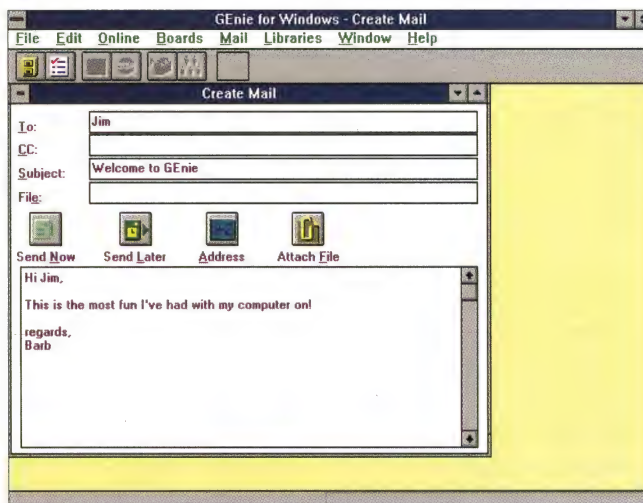 GEnie for Windows - Create Mail
File Edit Online Boards Mail Libraries Window Help
Create Mail
To: Jim
CC:
Subject: Welcome to GEnie
File:
Send Now Send Later Address Attach File
Hi Jim,
This is the most fun I've had with my computer on!
regards,
Barb